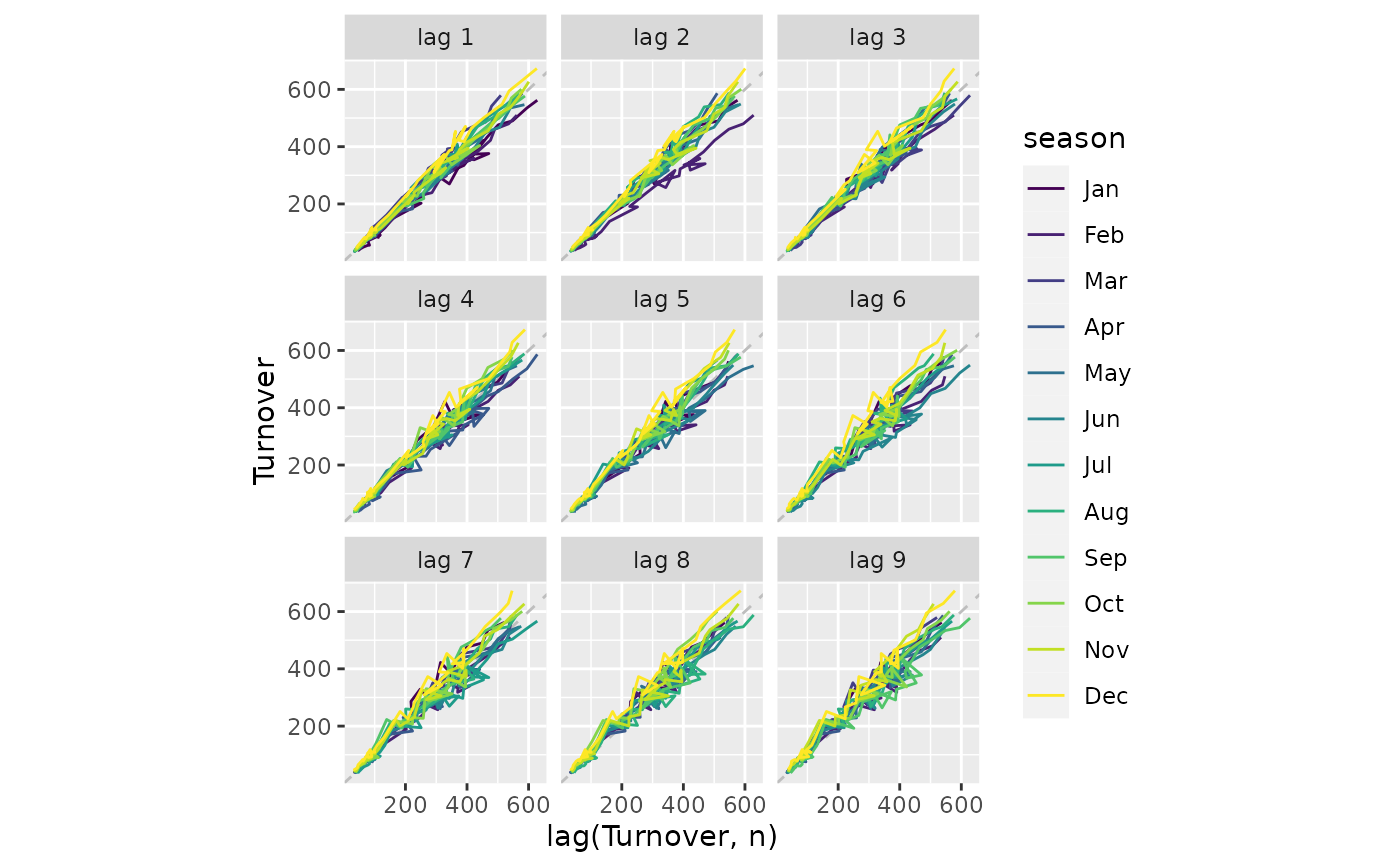 lag 1
lag 2
lag 3
600
400
200
lag 4
lag 5
lag 6
600
400
200
lag 7
lag 8
lag 9
600
400
200
200 400 600
200 400 600
200 400 600
lag(Turnover, n)
Turnover
season
Jan
Feb
Mar
Apr
May
Jun
Jul
Aug
Sep
Oct
Nov
Dec